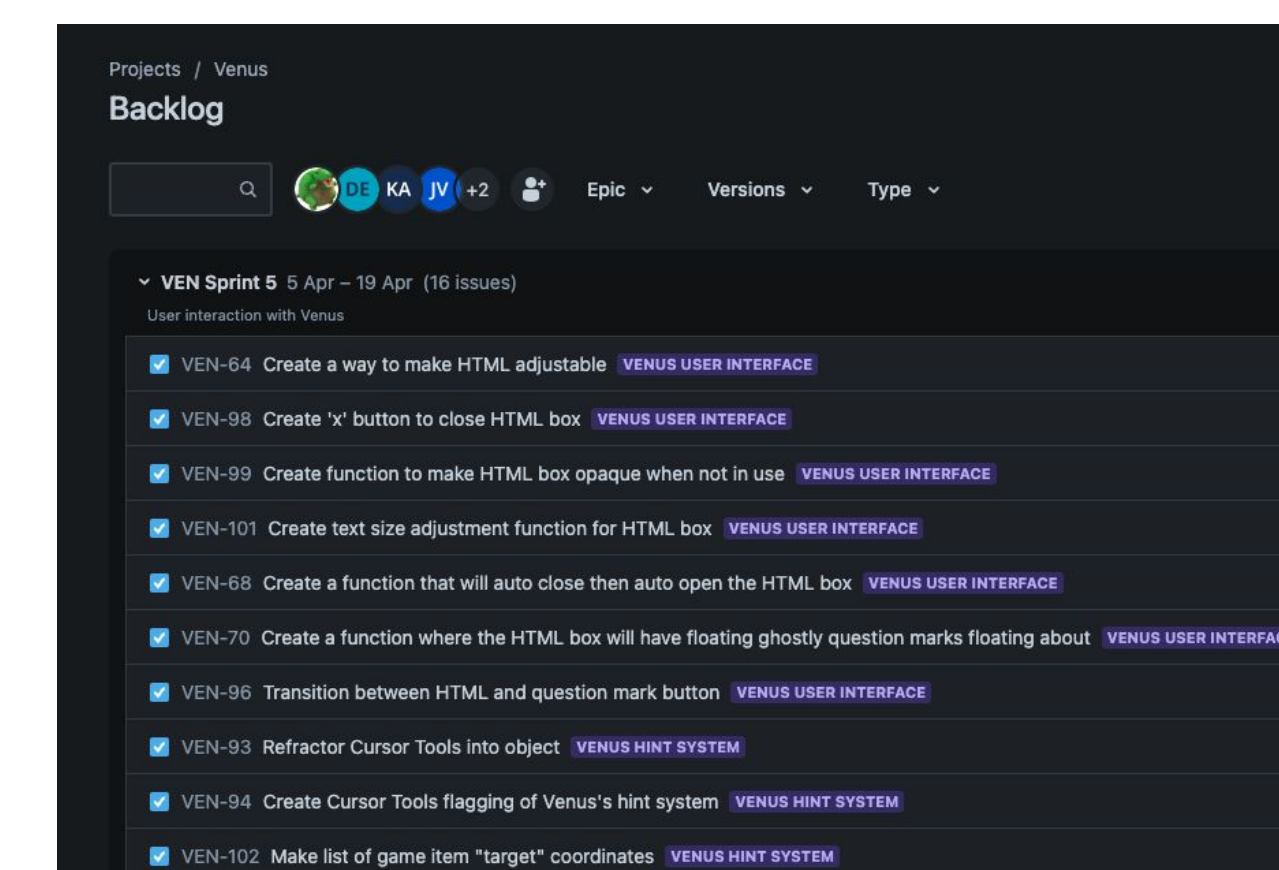 Projects / Venus
Backlog
DE KA JV +2 Epic Versions Type
VEN Sprint 5 5 Apr – 19 Apr (16 issues)
User interaction with Venus
VEN-64 Create a way to make HTML adjustable VENUS USER INTERFACE
VEN-98 Create 'x' button to close HTML box VENUS USER INTERFACE
VEN-99 Create function to make HTML box opaque when not in use VENUS USER INTERFACE
VEN-101 Create text size adjustment function for HTML box VENUS USER INTERFACE
VEN-68 Create a function that will auto close then auto open the HTML box VENUS USER INTERFACE
VEN-70 Create a function where the HTML box will have floating ghostly question marks floating about VENUS USER
VEN-96 Transition between HTML and question mark button VENUS USER INTERFACE
VEN-93 Refractor Cursor Tools into object VENUS HINT SYSTEM
VEN-94 Create Cursor Tools flagging of Venus's hint system VENUS HINT SYSTEM
VEN-102 Make list of game item "target" coordinates VENUS HINT SYSTEM